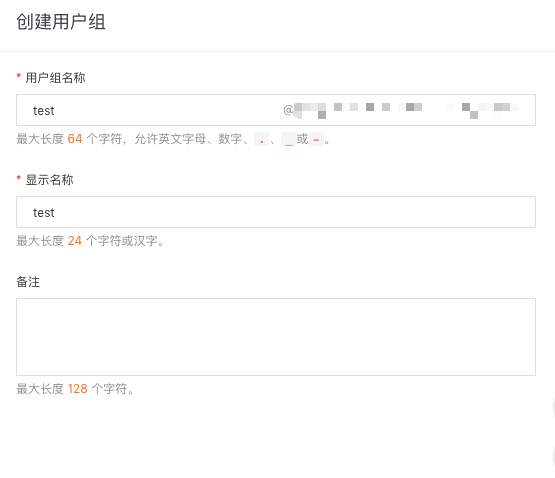 创建用户组
* 用户组名称
test @
最大长度 64 个字符，允许英文字母、数字、 . 、 _ 或 - 。
* 显示名称
test
最大长度 24 个字符或汉字。
备注
最大长度 128 个字符。